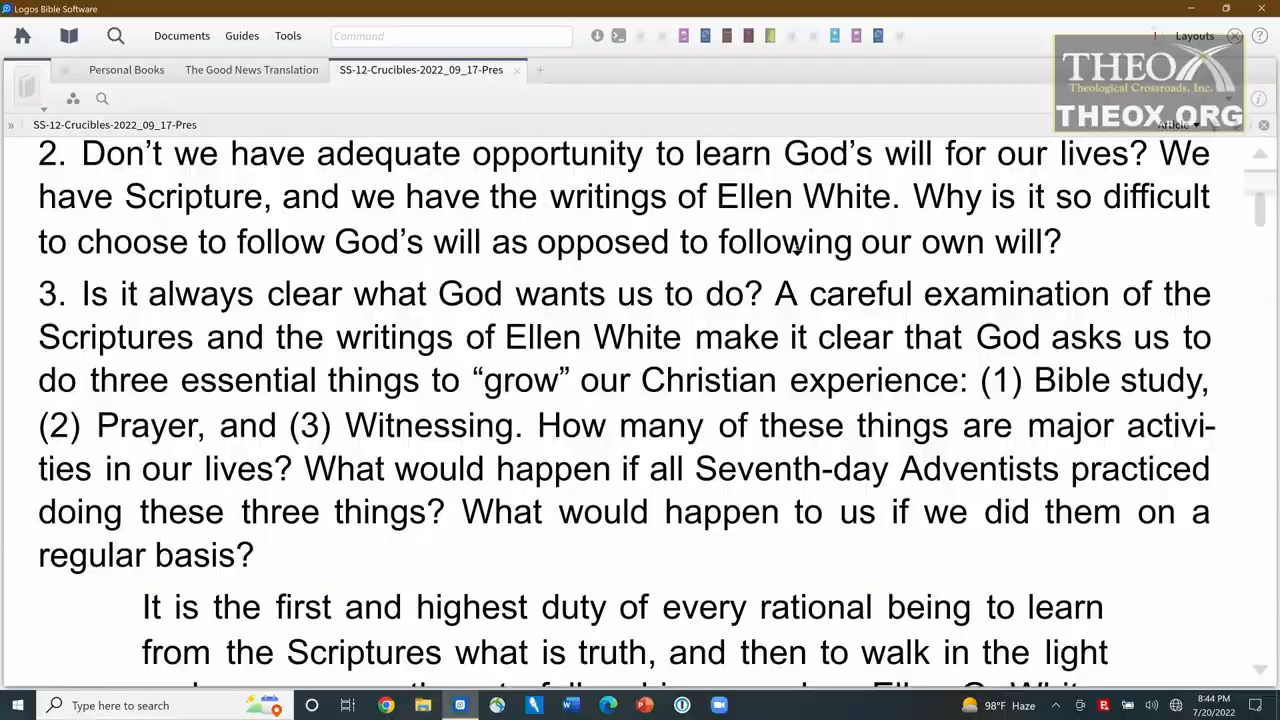 Logos Bible Software
Documents Guides Tools Command Layouts
THEOX
Theological Crossroads, Inc.
THEOX.ORG
Personal Books The Good News Translation SS-12-Crucibles-2022_09_17-Pres
SS-12-Crucibles-2022_09_17-Pres Article
2. Don’t we have adequate opportunity to learn God’s will for our lives? We
have Scripture, and we have the writings of Ellen White. Why is it so difficult
to choose to follow God’s will as opposed to following our own will?
3. Is it always clear what God wants us to do? A careful examination of the
Scriptures and the writings of Ellen White make it clear that God asks us to
do three essential things to “grow” our Christian experience: (1) Bible study,
(2) Prayer, and (3) Witnessing. How many of these things are major activi-
ties in our lives? What would happen if all Seventh-day Adventists practiced
doing these three things? What would happen to us if we did them on a
regular basis?
It is the first and highest duty of every rational being to learn
from the Scriptures what is truth, and then to walk in the light
Type here to search 98°F Haze 8:44 PM
7/20/2022